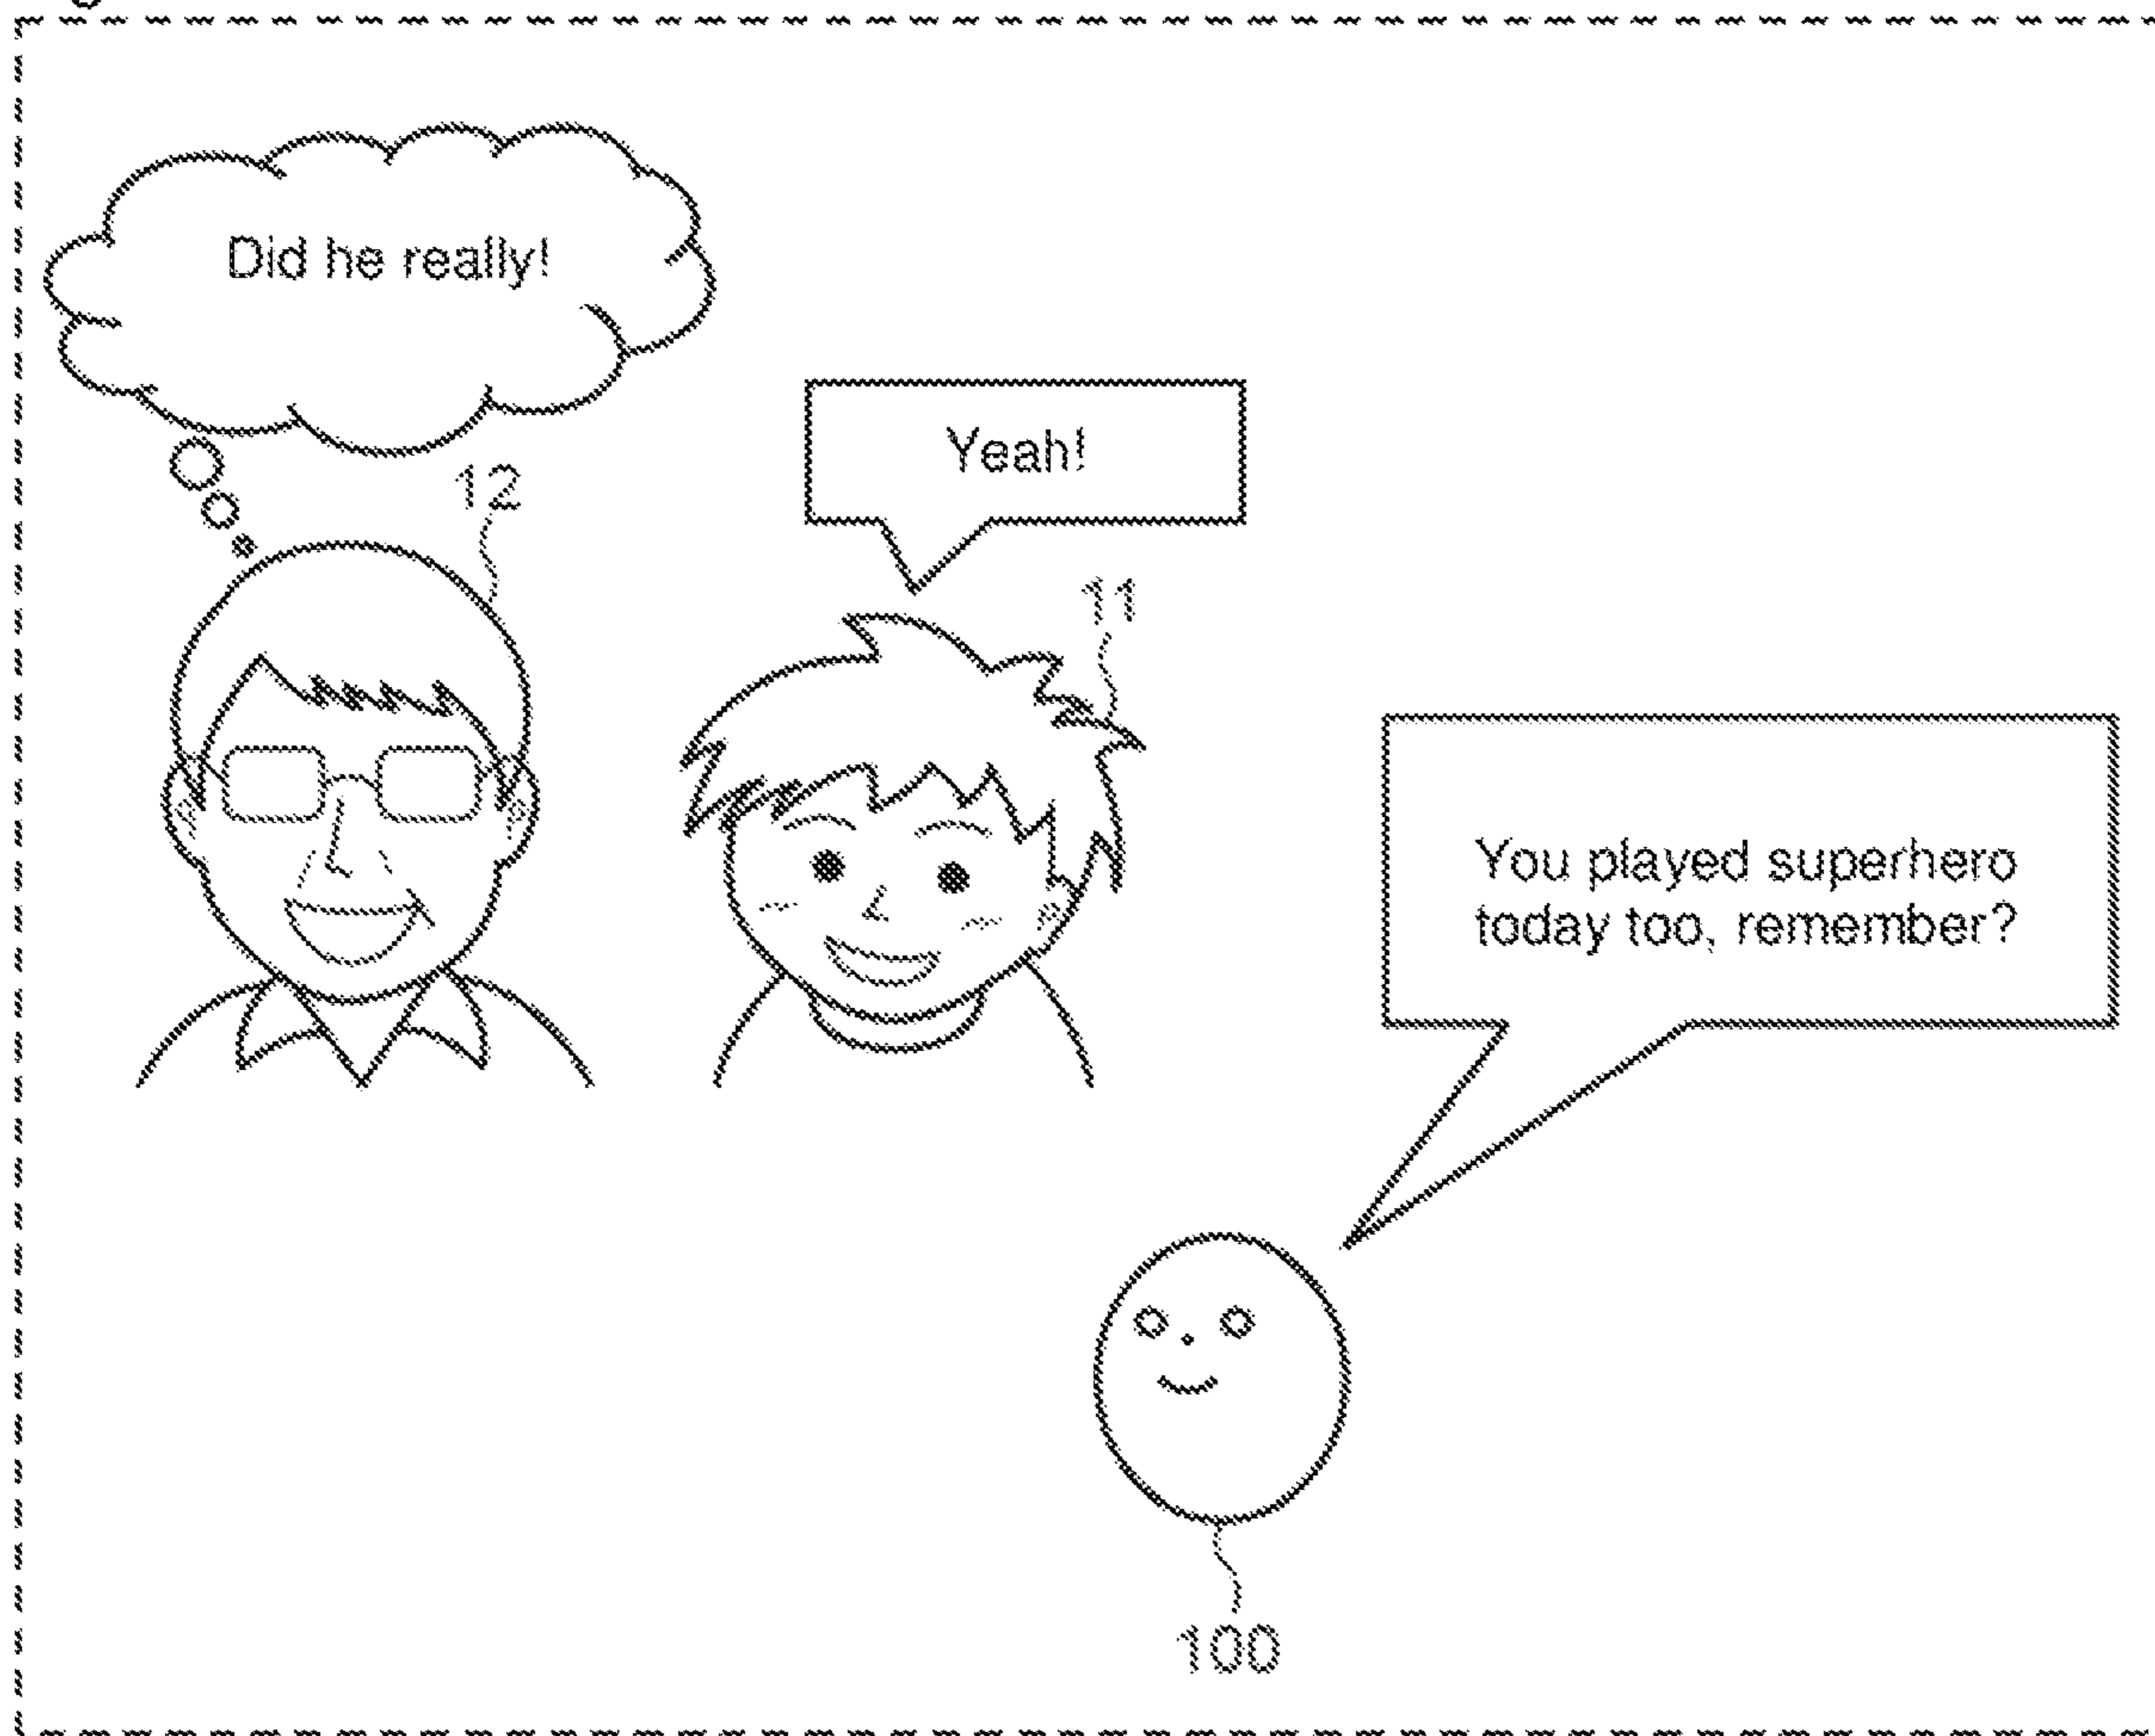 Did he really!
12
Yeah!
11
You played superhero
today too, remember?
100